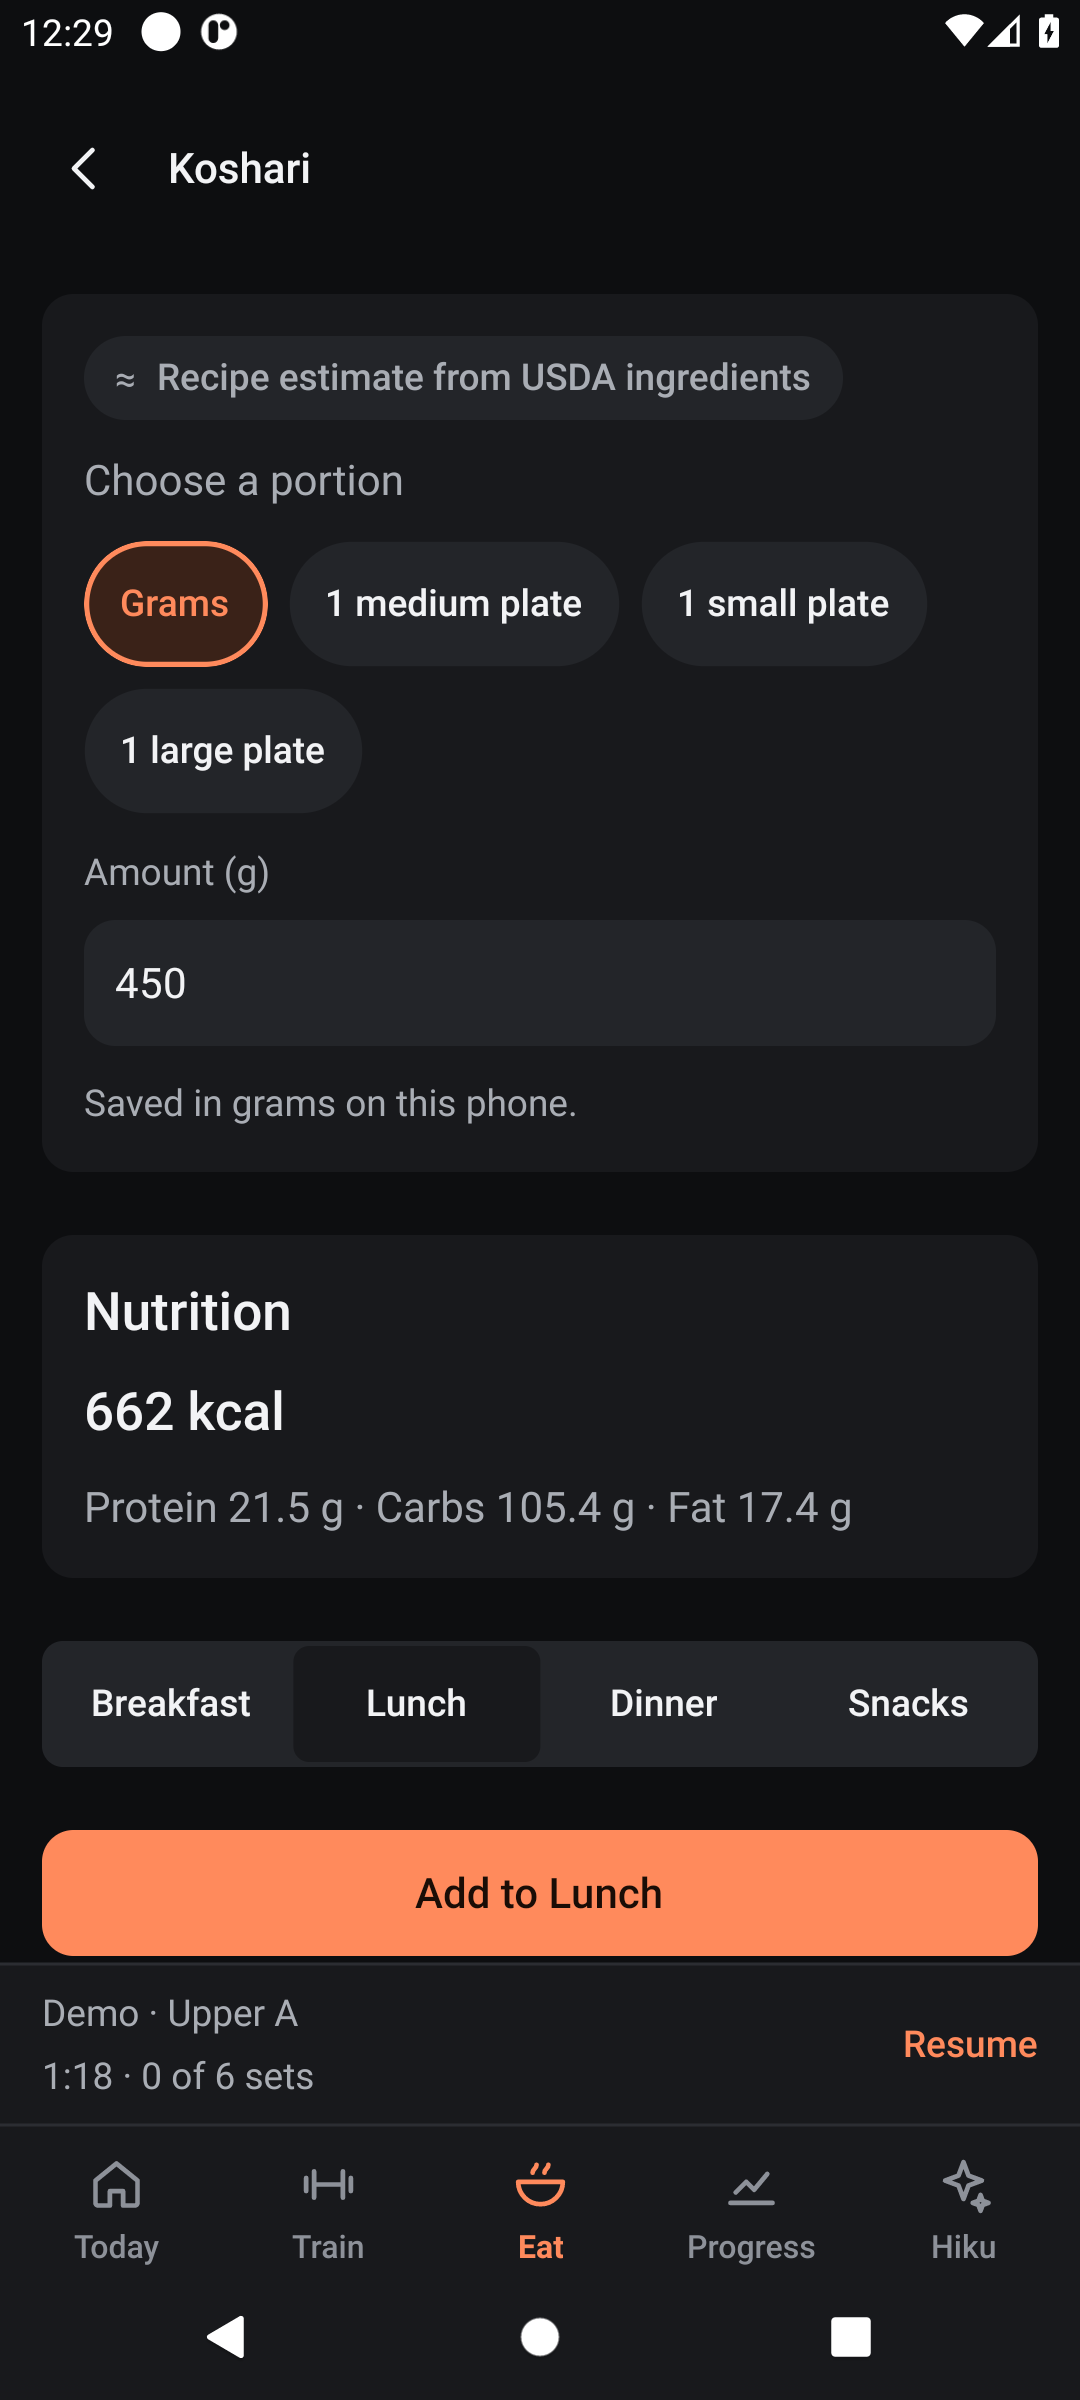 12:29
Koshari
≈ Recipe estimate from USDA ingredients
Choose a portion
Grams
1 medium plate
1 small plate
1 large plate
Amount (g)
450
Saved in grams on this phone.
Nutrition
662 kcal
Protein 21.5 g · Carbs 105.4 g · Fat 17.4 g
Breakfast
Lunch
Dinner
Snacks
Add to Lunch
Demo · Upper A
1:18 · 0 of 6 sets
Resume
Today
Train
Eat
Progress
Hiku